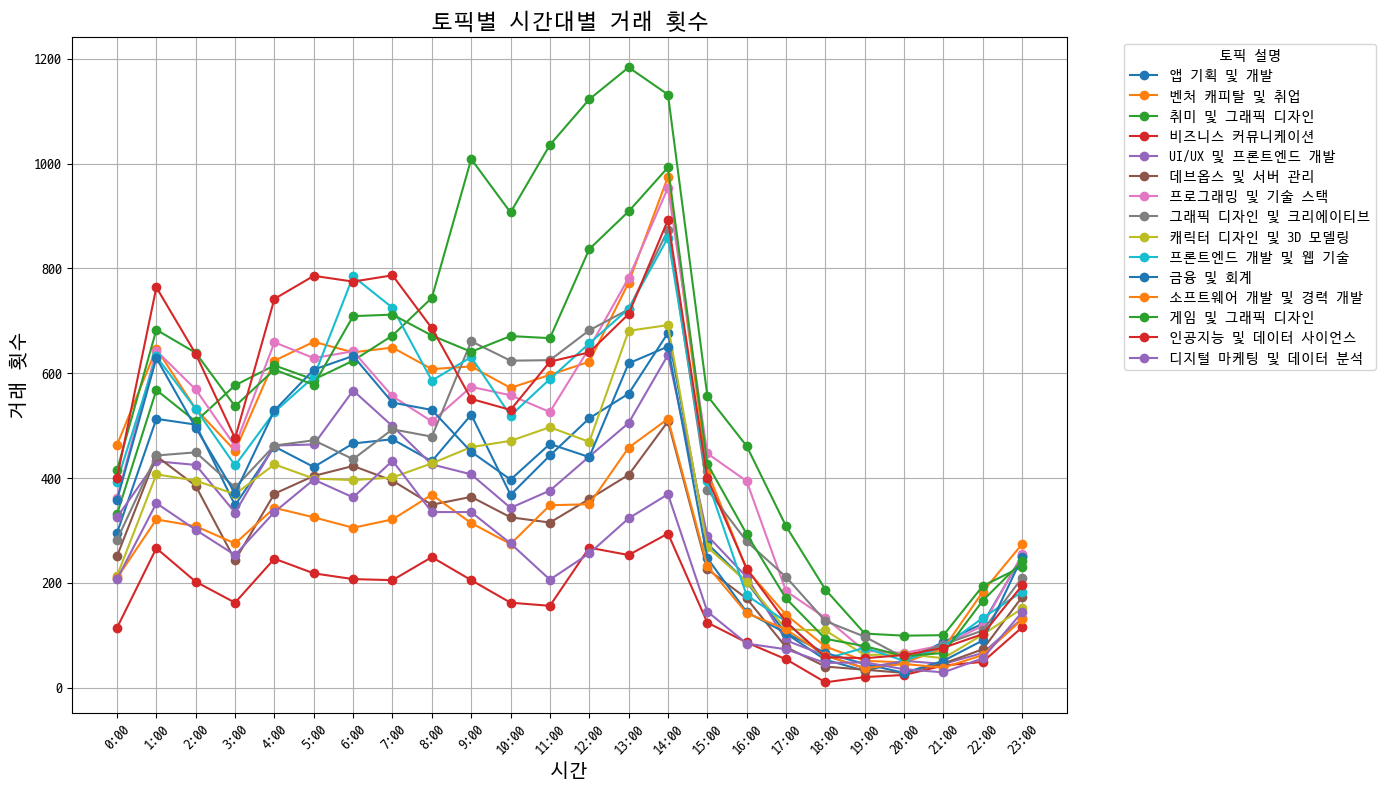 토픽별 시간대별 거래 횟수
거래 횟수
1200
1000
800
600
400
200
0
0:00 1:00 2:00 3:00 4:00 5:00 6:00 7:00 8:00 9:00 10:00 11:00 12:00 13:00 14:00 15:00 16:00 17:00 18:00 19:00 20:00 21:00 22:00 23:00
시간
토픽 설명
앱 기획 및 개발
벤처 캐피탈 및 취업
취미 및 그래픽 디자인
비즈니스 커뮤니케이션
UI/UX 및 프론트엔드 개발
데브옵스 및 서버 관리
프로그래밍 및 기술 스택
그래픽 디자인 및 크리에이티브
캐릭터 디자인 및 3D 모델링
프론트엔드 개발 및 웹 기술
금융 및 회계
소프트웨어 개발 및 경력 개발
게임 및 그래픽 디자인
인공지능 및 데이터 사이언스
디지털 마케팅 및 데이터 분석